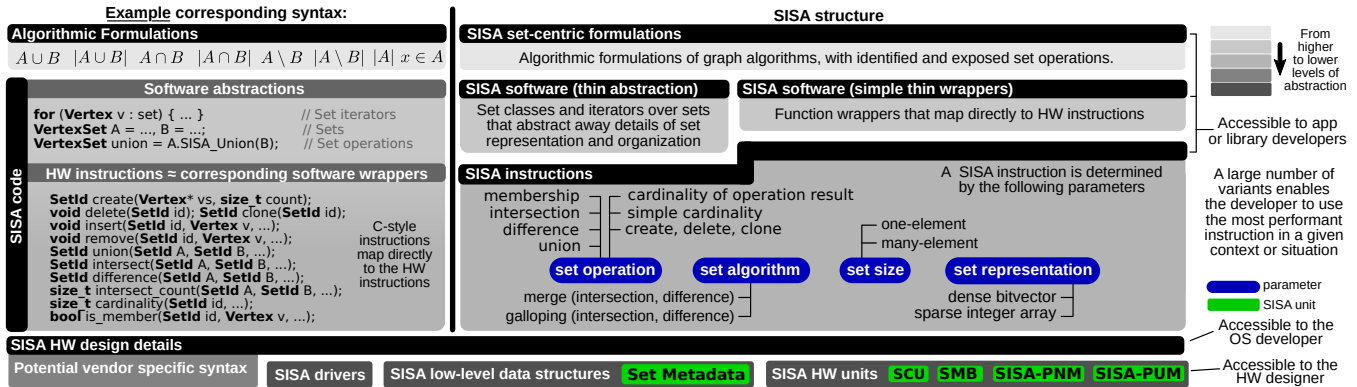 Example corresponding syntax:
Algorithmic Formulations
A ∪ B |A ∪ B| A ∩ B |A ∩ B| A \ B |A \ B| |A| x ∈ A
SISA code
Software abstractions
for (Vertex v : set) { ... } // Set iterators
VertexSet A = ..., B = ...; // Sets
VertexSet union = A.SISA_Union(B); // Set operations
HW instructions ≈ corresponding software wrappers
SetId create(Vertex* vs, size_t count);
void delete(SetId id); SetId clone(SetId id);
void insert(SetId id, Vertex v, ...);
void remove(SetId id, Vertex v, ...);
SetId union(SetId A, SetId B, ...);
SetId intersect(SetId A, SetId B, ...);
SetId difference(SetId A, SetId B, ...);
size_t intersect_count(SetId A, SetId B, ...);
size_t cardinality(SetId id, ...);
bool is_member(SetId id, Vertex v, ...);
C-style
instructions
map directly
to the HW
instructions
SISA structure
SISA set-centric formulations
Algorithmic formulations of graph algorithms, with identified and exposed set operations.
SISA software (thin abstraction)
Set classes and iterators over sets
that abstract away details of set
representation and organization
SISA software (simple thin wrappers)
Function wrappers that map directly to HW instructions
SISA instructions
A SISA instruction is determined
by the following parameters
membership
intersection
difference
union
cardinality of operation result
simple cardinality
create, delete, clone
one-element
many-element
set operation
set algorithm
set size
set representation
merge (intersection, difference)
galloping (intersection, difference)
dense bitvector
sparse integer array
From
higher
to lower
levels of
abstraction
Accessible to app
or library developers
A large number of
variants enables
the developer to use
the most performant
instruction in a given
context or situation
parameter
SISA unit
Accessible to the
OS developer
Accessible to the
HW designer
SISA HW design details
Potential vendor specific syntax
SISA drivers
SISA low-level data structures Set Metadata
SISA HW units SCU SMB SISA-PNM SISA-PUM